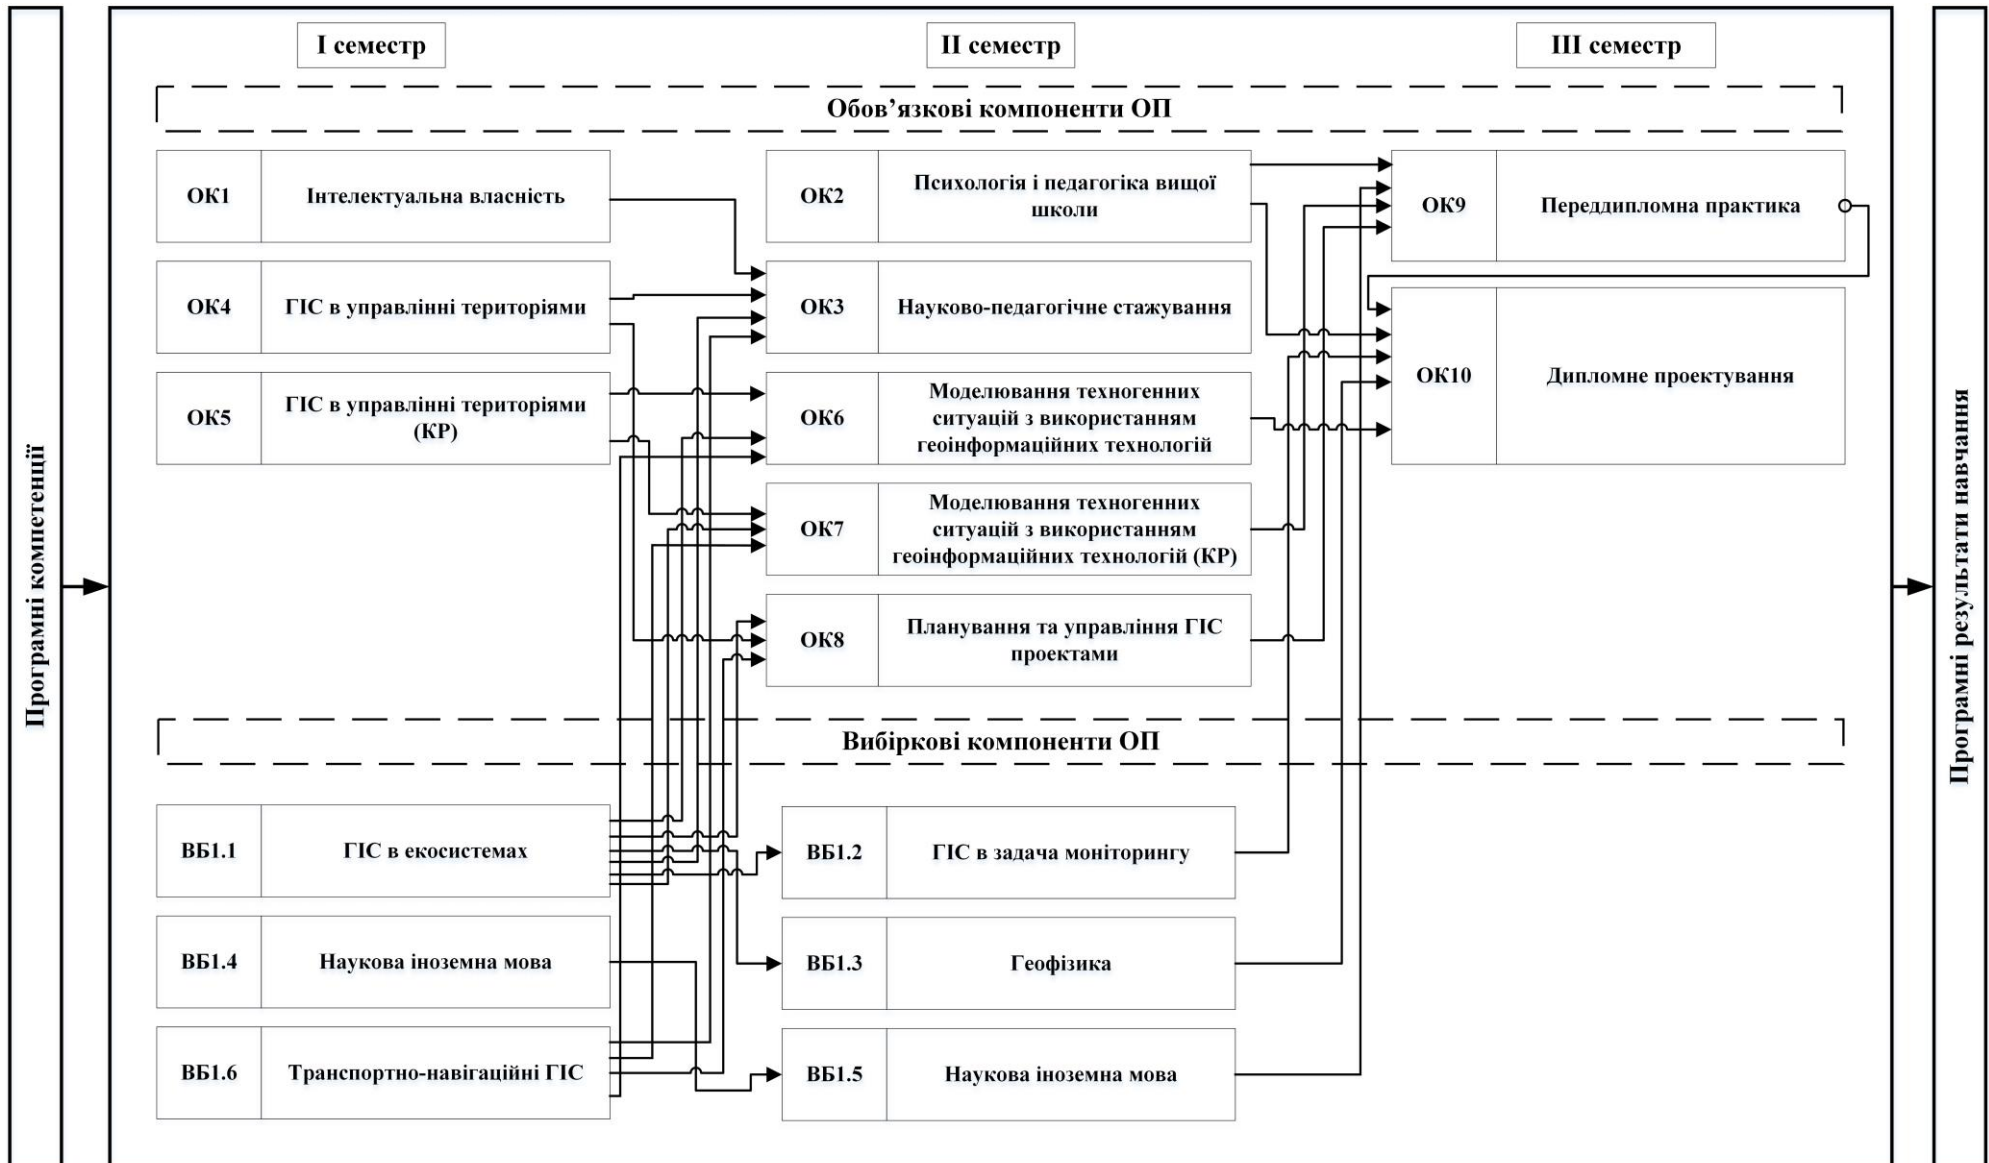 Програмні компетенції
І семестр
ІІ семестр
ІІІ семестр
Обов’язкові компоненти ОП
ОК1
Інтелектуальна власність
ОК2
Психологія і педагогіка вищої
школи
ОК9
Переддипломна практика
ОК4
ГІС в управлінні територіями
ОК3
Науково-педагогічне стажування
ОК10
Дипломне проектування
ОК5
ГІС в управлінні територіями
(КР)
ОК6
Моделювання техногенних
ситуацій з використанням
геоінформаційних технологій
ОК7
Моделювання техногенних
ситуацій з використанням
геоінформаційних технологій (КР)
ОК8
Планування та управління ГІС
проектами
Вибіркові компоненти ОП
ВБ1.1
ГІС в екосистемах
ВБ1.2
ГІС в задача моніторингу
ВБ1.4
Наукова іноземна мова
ВБ1.3
Геофізика
ВБ1.6
Транспортно-навігаційні ГІС
ВБ1.5
Наукова іноземна мова
Програмні результати навчання